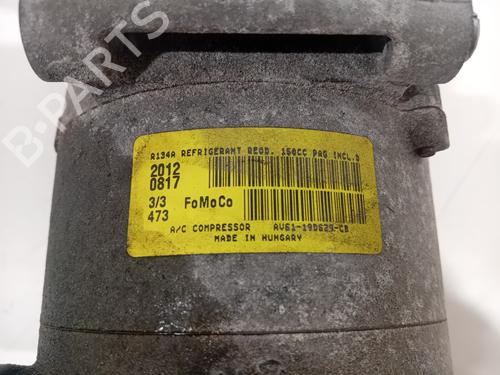 B-PARTS
R134A REFRIGERANT REQD. 150CC PAG INCL.D
2012
0817
3/3
473
FoMoCo
A/C COMPRESSOR AV61-19D629-CB
MADE IN HUNGARY